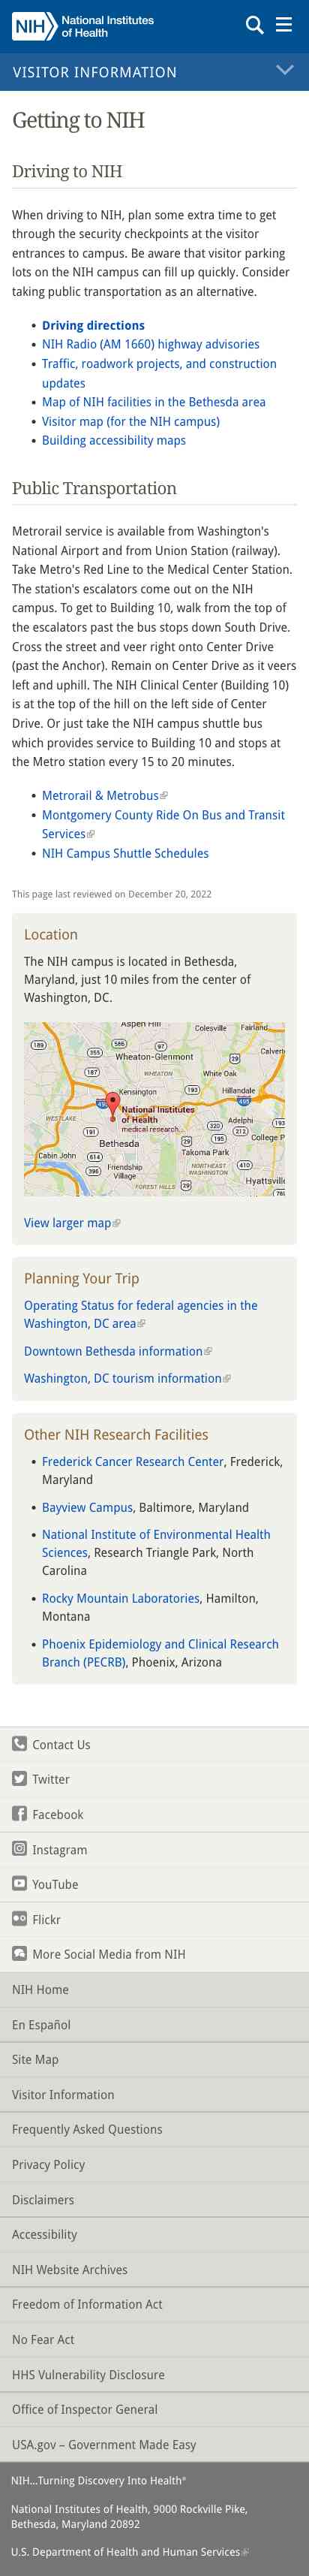 NIH National Institutes
of Health
VISITOR INFORMATION
Getting to NIH
Driving to NIH
When driving to NIH, plan some extra time to get
through the security checkpoints at the visitor
entrances to campus. Be aware that visitor parking
lots on the NIH campus can fill up quickly. Consider
taking public transportation as an alternative.
• Driving directions
• NIH Radio (AM 1660) highway advisories
• Traffic, roadwork projects, and construction
updates
• Map of NIH facilities in the Bethesda area
• Visitor map (for the NIH campus)
• Building accessibility maps
Public Transportation
Metrorail service is available from Washington's
National Airport and from Union Station (railway).
Take Metro's Red Line to the Medical Center Station.
The station's escalators come out on the NIH
campus. To get to Building 10, walk from the top of
the escalators past the bus stops down South Drive.
Cross the street and veer right onto Center Drive
(past the Anchor). Remain on Center Drive as it veers
left and uphill. The NIH Clinical Center (Building 10)
is at the top of the hill on the left side of Center
Drive. Or just take the NIH campus shuttle bus
which provides service to Building 10 and stops at
the Metro station every 15 to 20 minutes.
• Metrorail & Metrobus
• Montgomery County Ride On Bus and Transit
Services
• NIH Campus Shuttle Schedules
This page last reviewed on December 20, 2022
Location
The NIH campus is located in Bethesda,
Maryland, just 10 miles from the center of
Washington, DC.
Aspen Hill
Colesville
Fairland
189
586
97
29
355
Wheaton-Glenmont
Calvert
187
WHEATON
White Oak
Kensington
193
Hillandale
495
National Institutes
of Health
medical research...
WESTLAKE
320
Adelphi
191
Bethesda
195
212
College P
29
Cabin John
614
Takoma Park
396
Friendship
Village
NORTHEAST
WASHINGTON
410
FOREST HILLS
29
Hyattsville
View larger map
Planning Your Trip
Operating Status for federal agencies in the
Washington, DC area
Downtown Bethesda information
Washington, DC tourism information
Other NIH Research Facilities
• Frederick Cancer Research Center, Frederick,
Maryland
• Bayview Campus, Baltimore, Maryland
• National Institute of Environmental Health
Sciences, Research Triangle Park, North
Carolina
• Rocky Mountain Laboratories, Hamilton,
Montana
• Phoenix Epidemiology and Clinical Research
Branch (PECRB), Phoenix, Arizona
Contact Us
Twitter
Facebook
Instagram
YouTube
Flickr
More Social Media from NIH
NIH Home
En Español
Site Map
Visitor Information
Frequently Asked Questions
Privacy Policy
Disclaimers
Accessibility
NIH Website Archives
Freedom of Information Act
No Fear Act
HHS Vulnerability Disclosure
Office of Inspector General
USA.gov – Government Made Easy
NIH...Turning Discovery Into Health®
National Institutes of Health, 9000 Rockville Pike,
Bethesda, Maryland 20892
U.S. Department of Health and Human Services